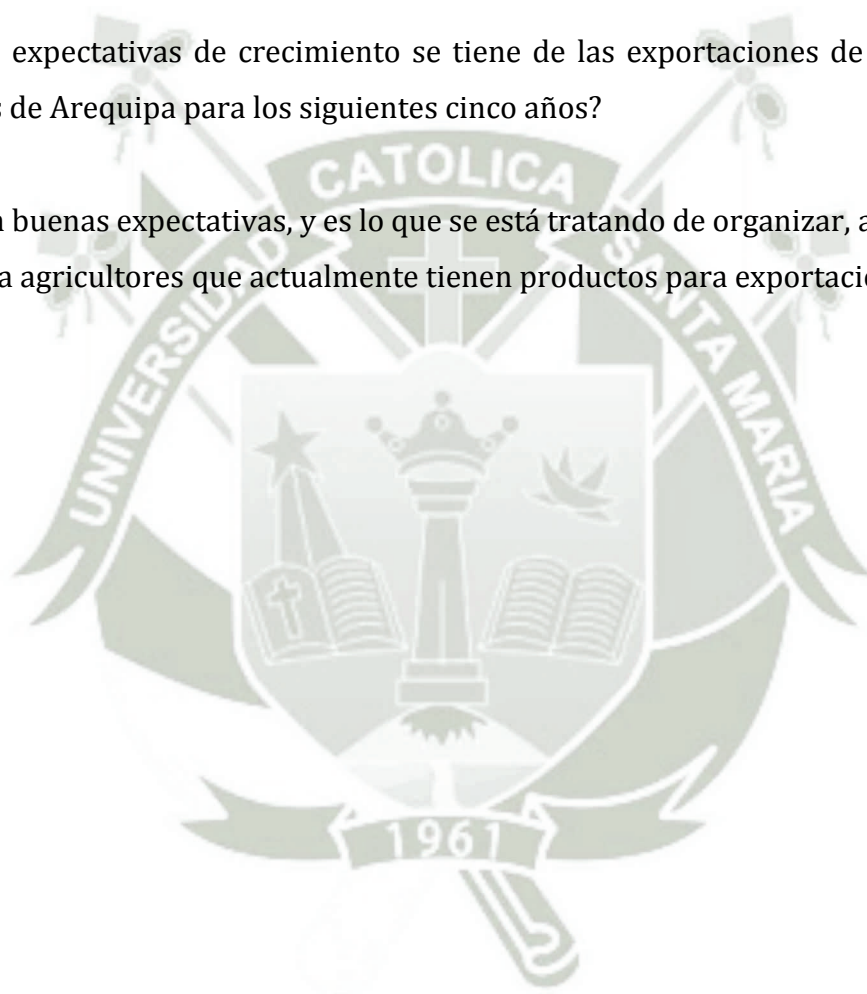 expectativas de crecimiento se tiene de las exportaciones de
s de Arequipa para los siguientes cinco años?
n buenas expectativas, y es lo que se está tratando de organizar, a
a agricultores que actualmente tienen productos para exportació
UNIVERSIDAD CATOLICA SANTA MARIA
1961